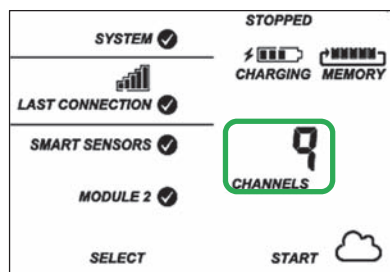 STOPPED
SYSTEM
CHARGING MEMORY
LAST CONNECTION
SMART SENSORS
9
CHANNELS
MODULE 2
SELECT START